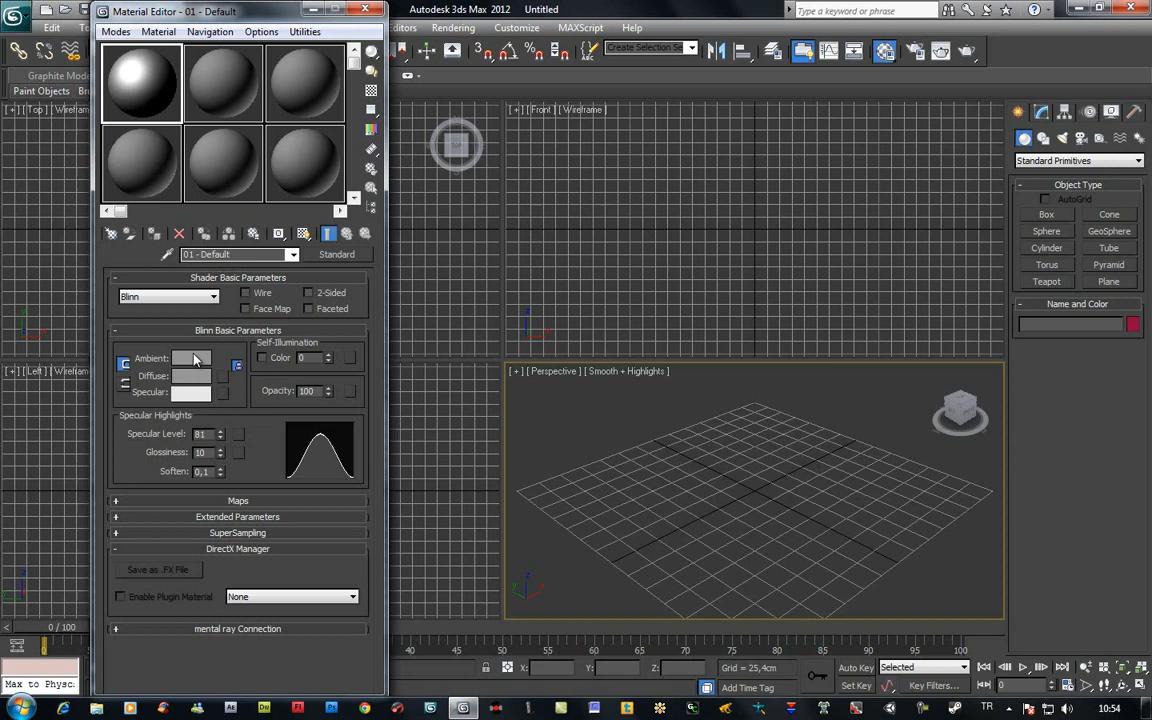 Material Editor - 01 - Default
Autodesk 3ds Max 2012
Untitled
Type a keyword or phrase
Modes Material Navigation Options Utilities
Edit
Editors Rendering Customize MAXScript Help
Create Selection Se
Graphite Mode
Paint Objects
[ + ] [ Top ] [ Wirefram
TOP
[ + ] [ Front ] [ Wireframe ]
Standard Primitives
- Object Type
AutoGrid
Box Cone
Sphere GeoSphere
Cylinder Tube
Torus Pyramid
Teapot Plane
- Name and Color
01 - Default
Standard
- Shader Basic Parameters
Blinn
Wire 2-Sided
Face Map Faceted
- Blinn Basic Parameters
Ambient:
Diffuse:
Specular:
Self-Illumination
Color 0
Opacity: 100
Specular Highlights
Specular Level: 81
Glossiness: 10
Soften: 0,1
+ Maps
+ Extended Parameters
+ SuperSampling
- DirectX Manager
Save as .FX File
Enable Plugin Material None
+ mental ray Connection
[ + ] [ Left ] [ Wirefram
[ + ] [ Perspective ] [ Smooth + Highlights ]
0 / 100
0 40 45 50 55 60 65 70 75 80 85 90 95 100
X: Y: Z: Grid = 25,4cm
Add Time Tag
Auto Key Selected
Set Key Key Filters...
0
Max to Physc
TR
10:54